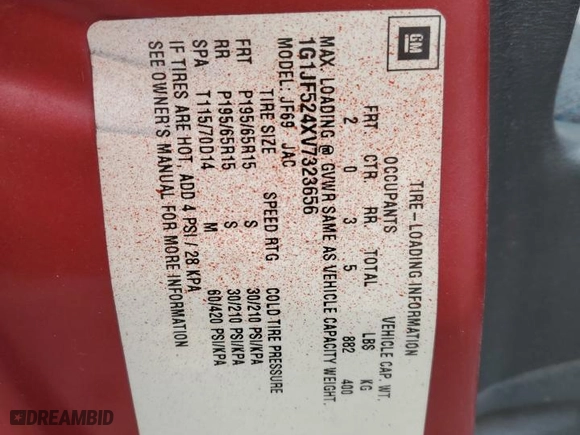 GM
TIRE-LOADING INFORMATION
OCCUPANTS VEHICLE CAP. WT.
FRT CTR RR. TOTAL LBS KG
2 0 3 5 882 400
MAX. LOADING @ GVWR SAME AS VEHICLE CAPACITY WEIGHT.
1G1JF524XV7323656
MODEL: JF69 JAC
TIRE SIZE SPEED RTG COLD TIRE PRESSURE
FRT P195/65R15 S 30/210 PSI/KPA
RR P195/65R15 S 30/210 PSI/KPA
SPA T115/70D14 M 60/420 PSI/KPA
IF TIRES ARE HOT, ADD 4 PSI / 28 KPA
SEE OWNER'S MANUAL FOR MORE INFORMATION
DREAMBID